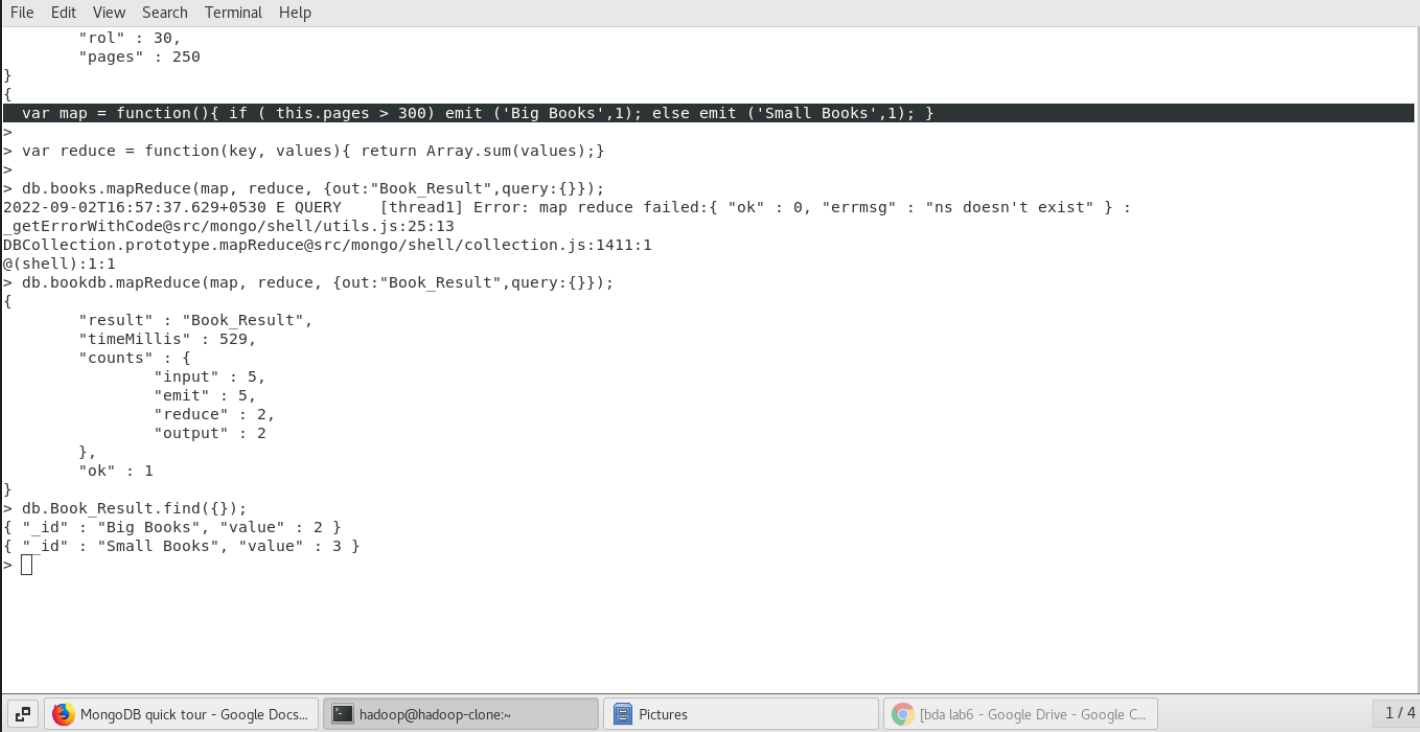 File Edit View Search Terminal Help
"rol" : 30,
"pages" : 250
}
{
var map = function(){ if ( this.pages > 300) emit ('Big Books',1); else emit ('Small Books',1); }
>
> var reduce = function(key, values){ return Array.sum(values);}
>
> db.books.mapReduce(map, reduce, {out:"Book_Result",query:{}});
2022-09-02T16:57:37.629+0530 E QUERY    [thread1] Error: map reduce failed:{ "ok" : 0, "errmsg" : "ns doesn't exist" } :
_getErrorWithCode@src/mongo/shell/utils.js:25:13
DBCollection.prototype.mapReduce@src/mongo/shell/collection.js:1411:1
@(shell):1:1
> db.bookdb.mapReduce(map, reduce, {out:"Book_Result",query:{}});
{
"result" : "Book_Result",
"timeMillis" : 529,
"counts" : {
"input" : 5,
"emit" : 5,
"reduce" : 2,
"output" : 2
},
"ok" : 1
}
> db.Book_Result.find({});
{ "_id" : "Big Books", "value" : 2 }
{ "_id" : "Small Books", "value" : 3 }
>
MongoDB quick tour - Google Docs... hadoop@hadoop-clone:~ Pictures [bda lab6 - Google Drive - Google C... 1 / 4